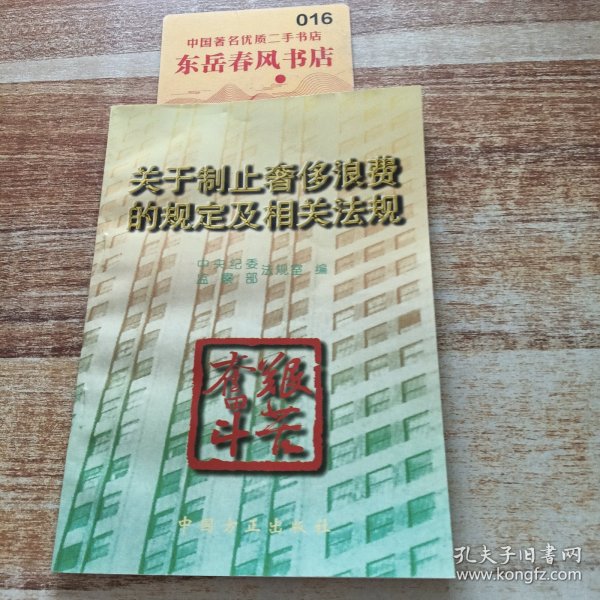 016
中国著名优质二手书店
东岳春风书店
关于制止奢侈浪费
的规定及相关法规
中央纪委
监察部
法规室 编
艰苦
奋斗
中国方正出版社
孔夫子旧书网
www.kongfz.com